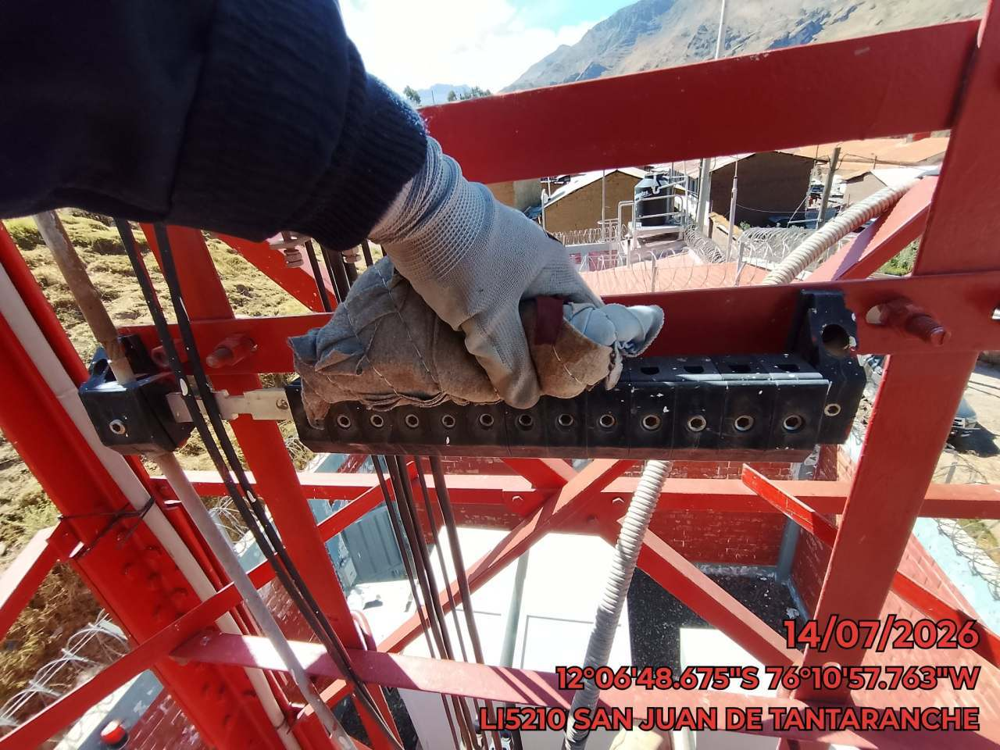 14/07/2026
12°06'48.675"S 76°10'57.763"W
LI5210 SAN JUAN DE TANTARANCHE